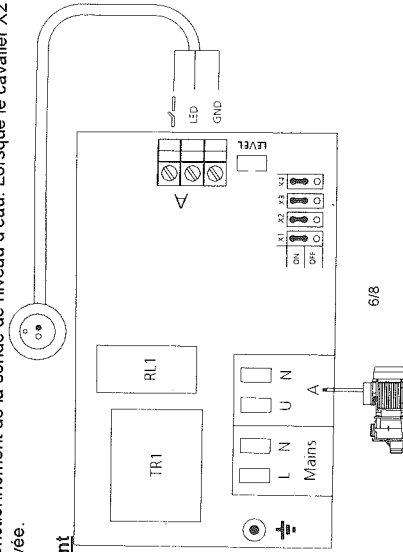 onctionnement de la sonde de niveau d'eau. Lorsque le cavalier X2
vée.
nt
TR1
RL1
A
LED
GND
LEVEL
X1 X2 X3 X4
ON
OFF
L N
Mains
U N
A
6/8